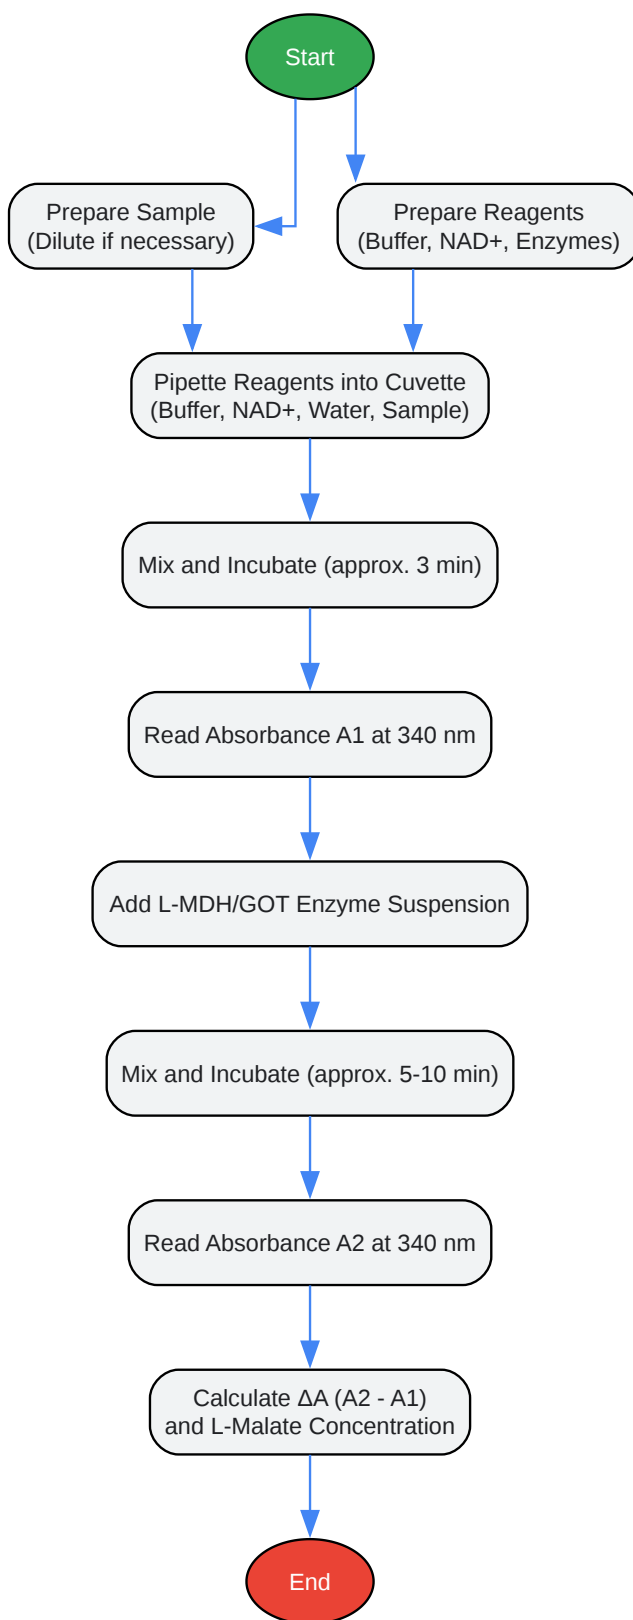 Start
Prepare Sample
(Dilute if necessary)
Prepare Reagents
(Buffer, NAD+, Enzymes)
Pipette Reagents into Cuvette
(Buffer, NAD+, Water, Sample)
Mix and Incubate (approx. 3 min)
Read Absorbance A1 at 340 nm
Add L-MDH/GOT Enzyme Suspension
Mix and Incubate (approx. 5-10 min)
Read Absorbance A2 at 340 nm
Calculate ΔA (A2 - A1)
and L-Malate Concentration
End